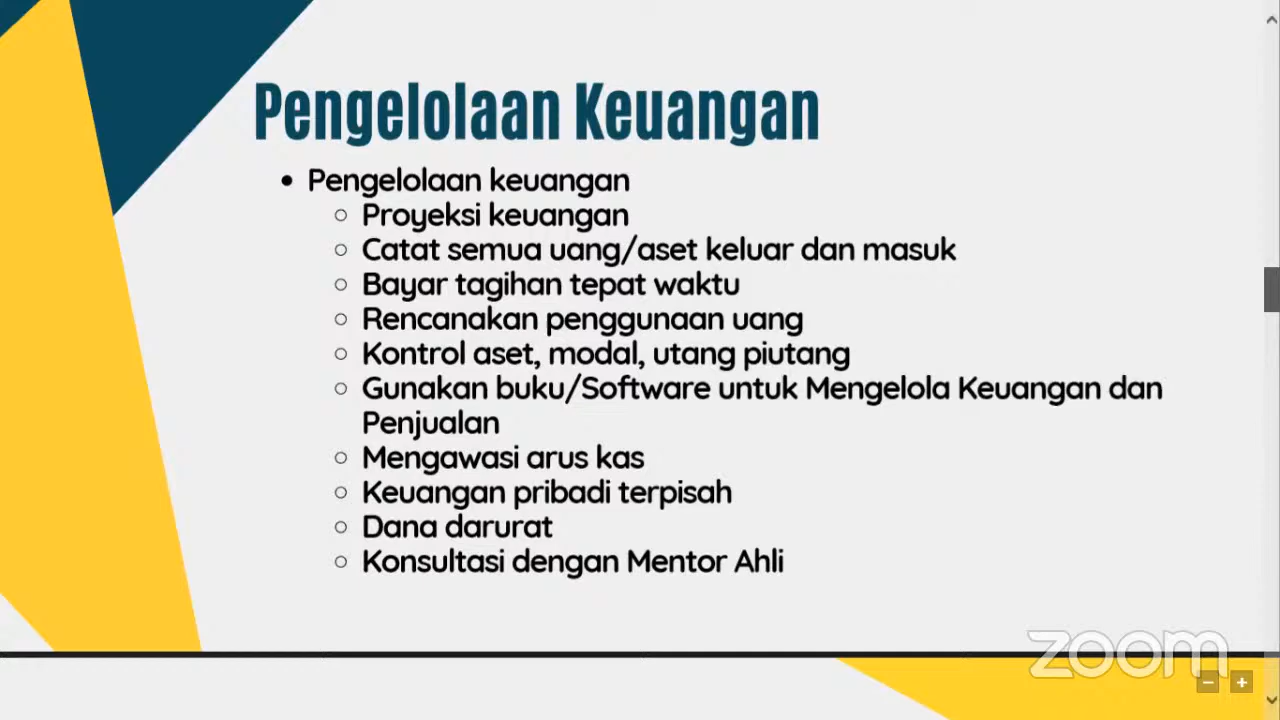 Pengelolaan Keuangan
• Pengelolaan keuangan
○ Proyeksi keuangan
○ Catat semua uang/aset keluar dan masuk
○ Bayar tagihan tepat waktu
○ Rencanakan penggunaan uang
○ Kontrol aset, modal, utang piutang
○ Gunakan buku/Software untuk Mengelola Keuangan dan
Penjualan
○ Mengawasi arus kas
○ Keuangan pribadi terpisah
○ Dana darurat
○ Konsultasi dengan Mentor Ahli
zoom